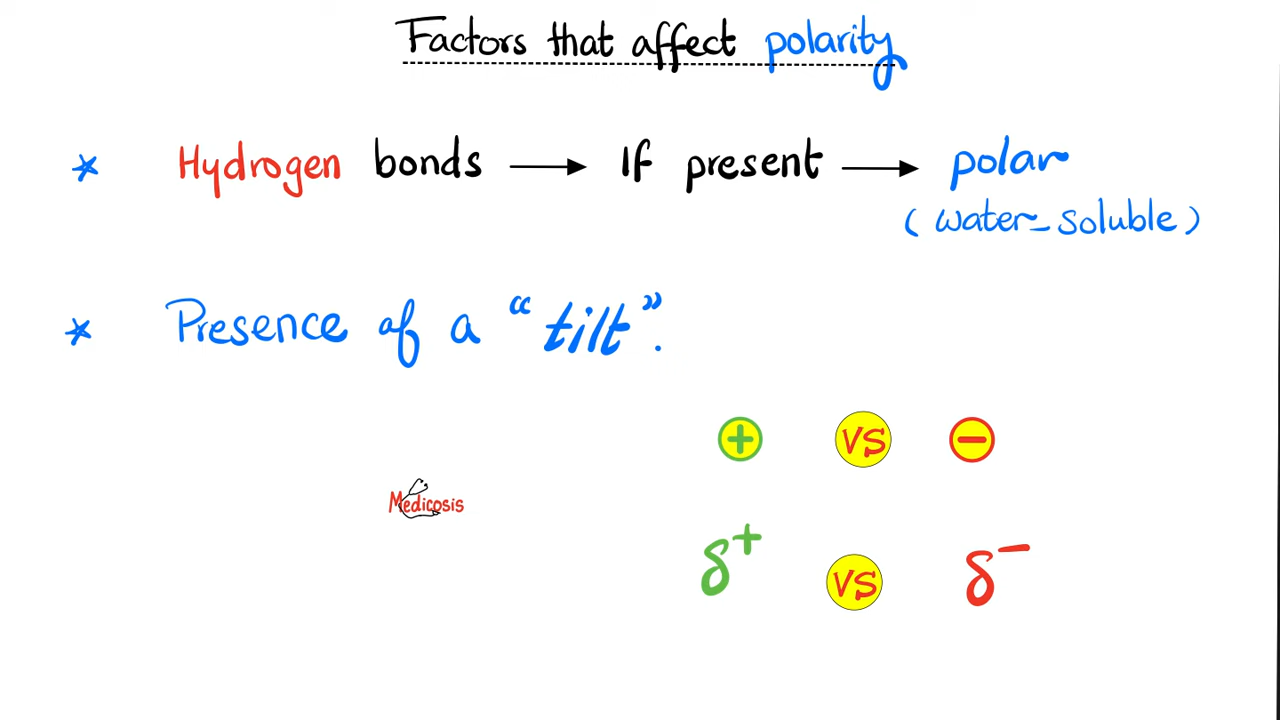 Factors that affect polarity
* Hydrogen bonds → If present → polar
(water-soluble)
* Presence of a “tilt”.
+ VS −
Medicosis
δ+ VS δ−